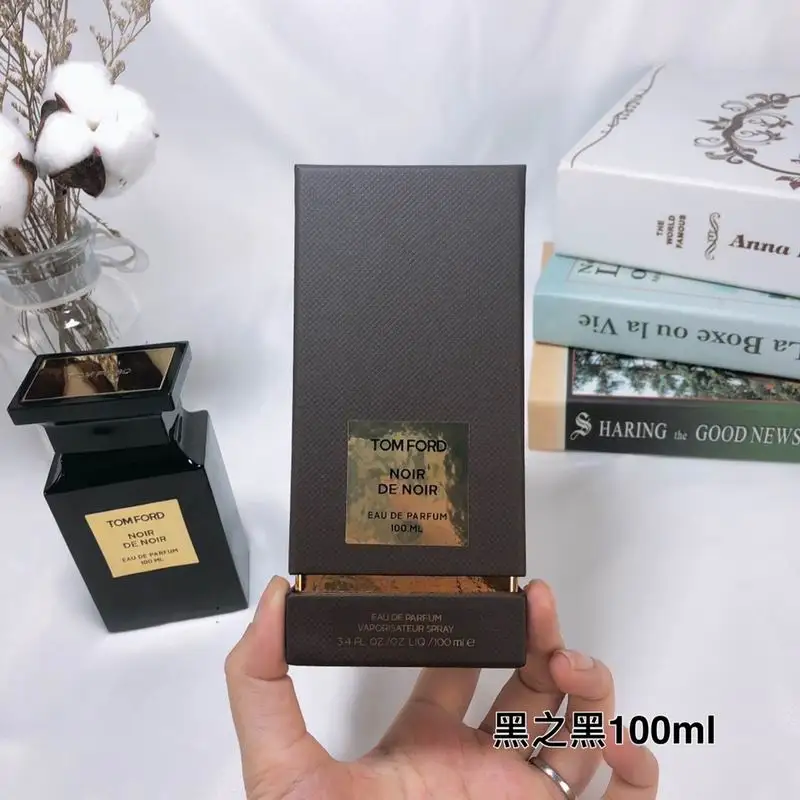 TOM FORD
NOIR
DE NOIR
EAU DE PARFUM
100 ML
EAU DE PARFUM
VAPORISATEUR SPRAY
3.4 FL. OZ/OZ LIQ /100 ml e
TOM FORD
NOIR
DE NOIR
EAU DE PARFUM
100 ML
THE
WORLD
FAMOUS
Anna
La Boxe ou la Vie
SHARING the GOOD NEWS
黑之黑100ml